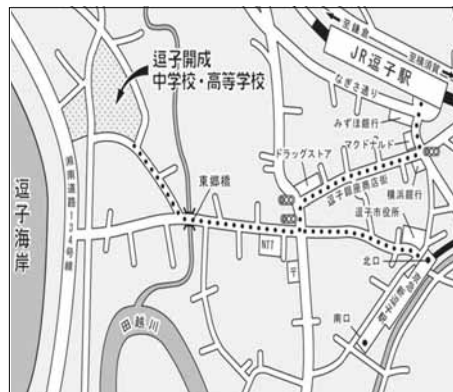 至鎌倉
至横須賀
JR逗子駅
なぎさ通り
逗子開成
中学校・高等学校
みずほ銀行
マクドナルド
ドラッグストア
逗子銀座商店街
横浜銀行
湘南道路134号線
東郷橋
逗子市役所
逗子海岸
NTT
〒
北口
南口
田越川